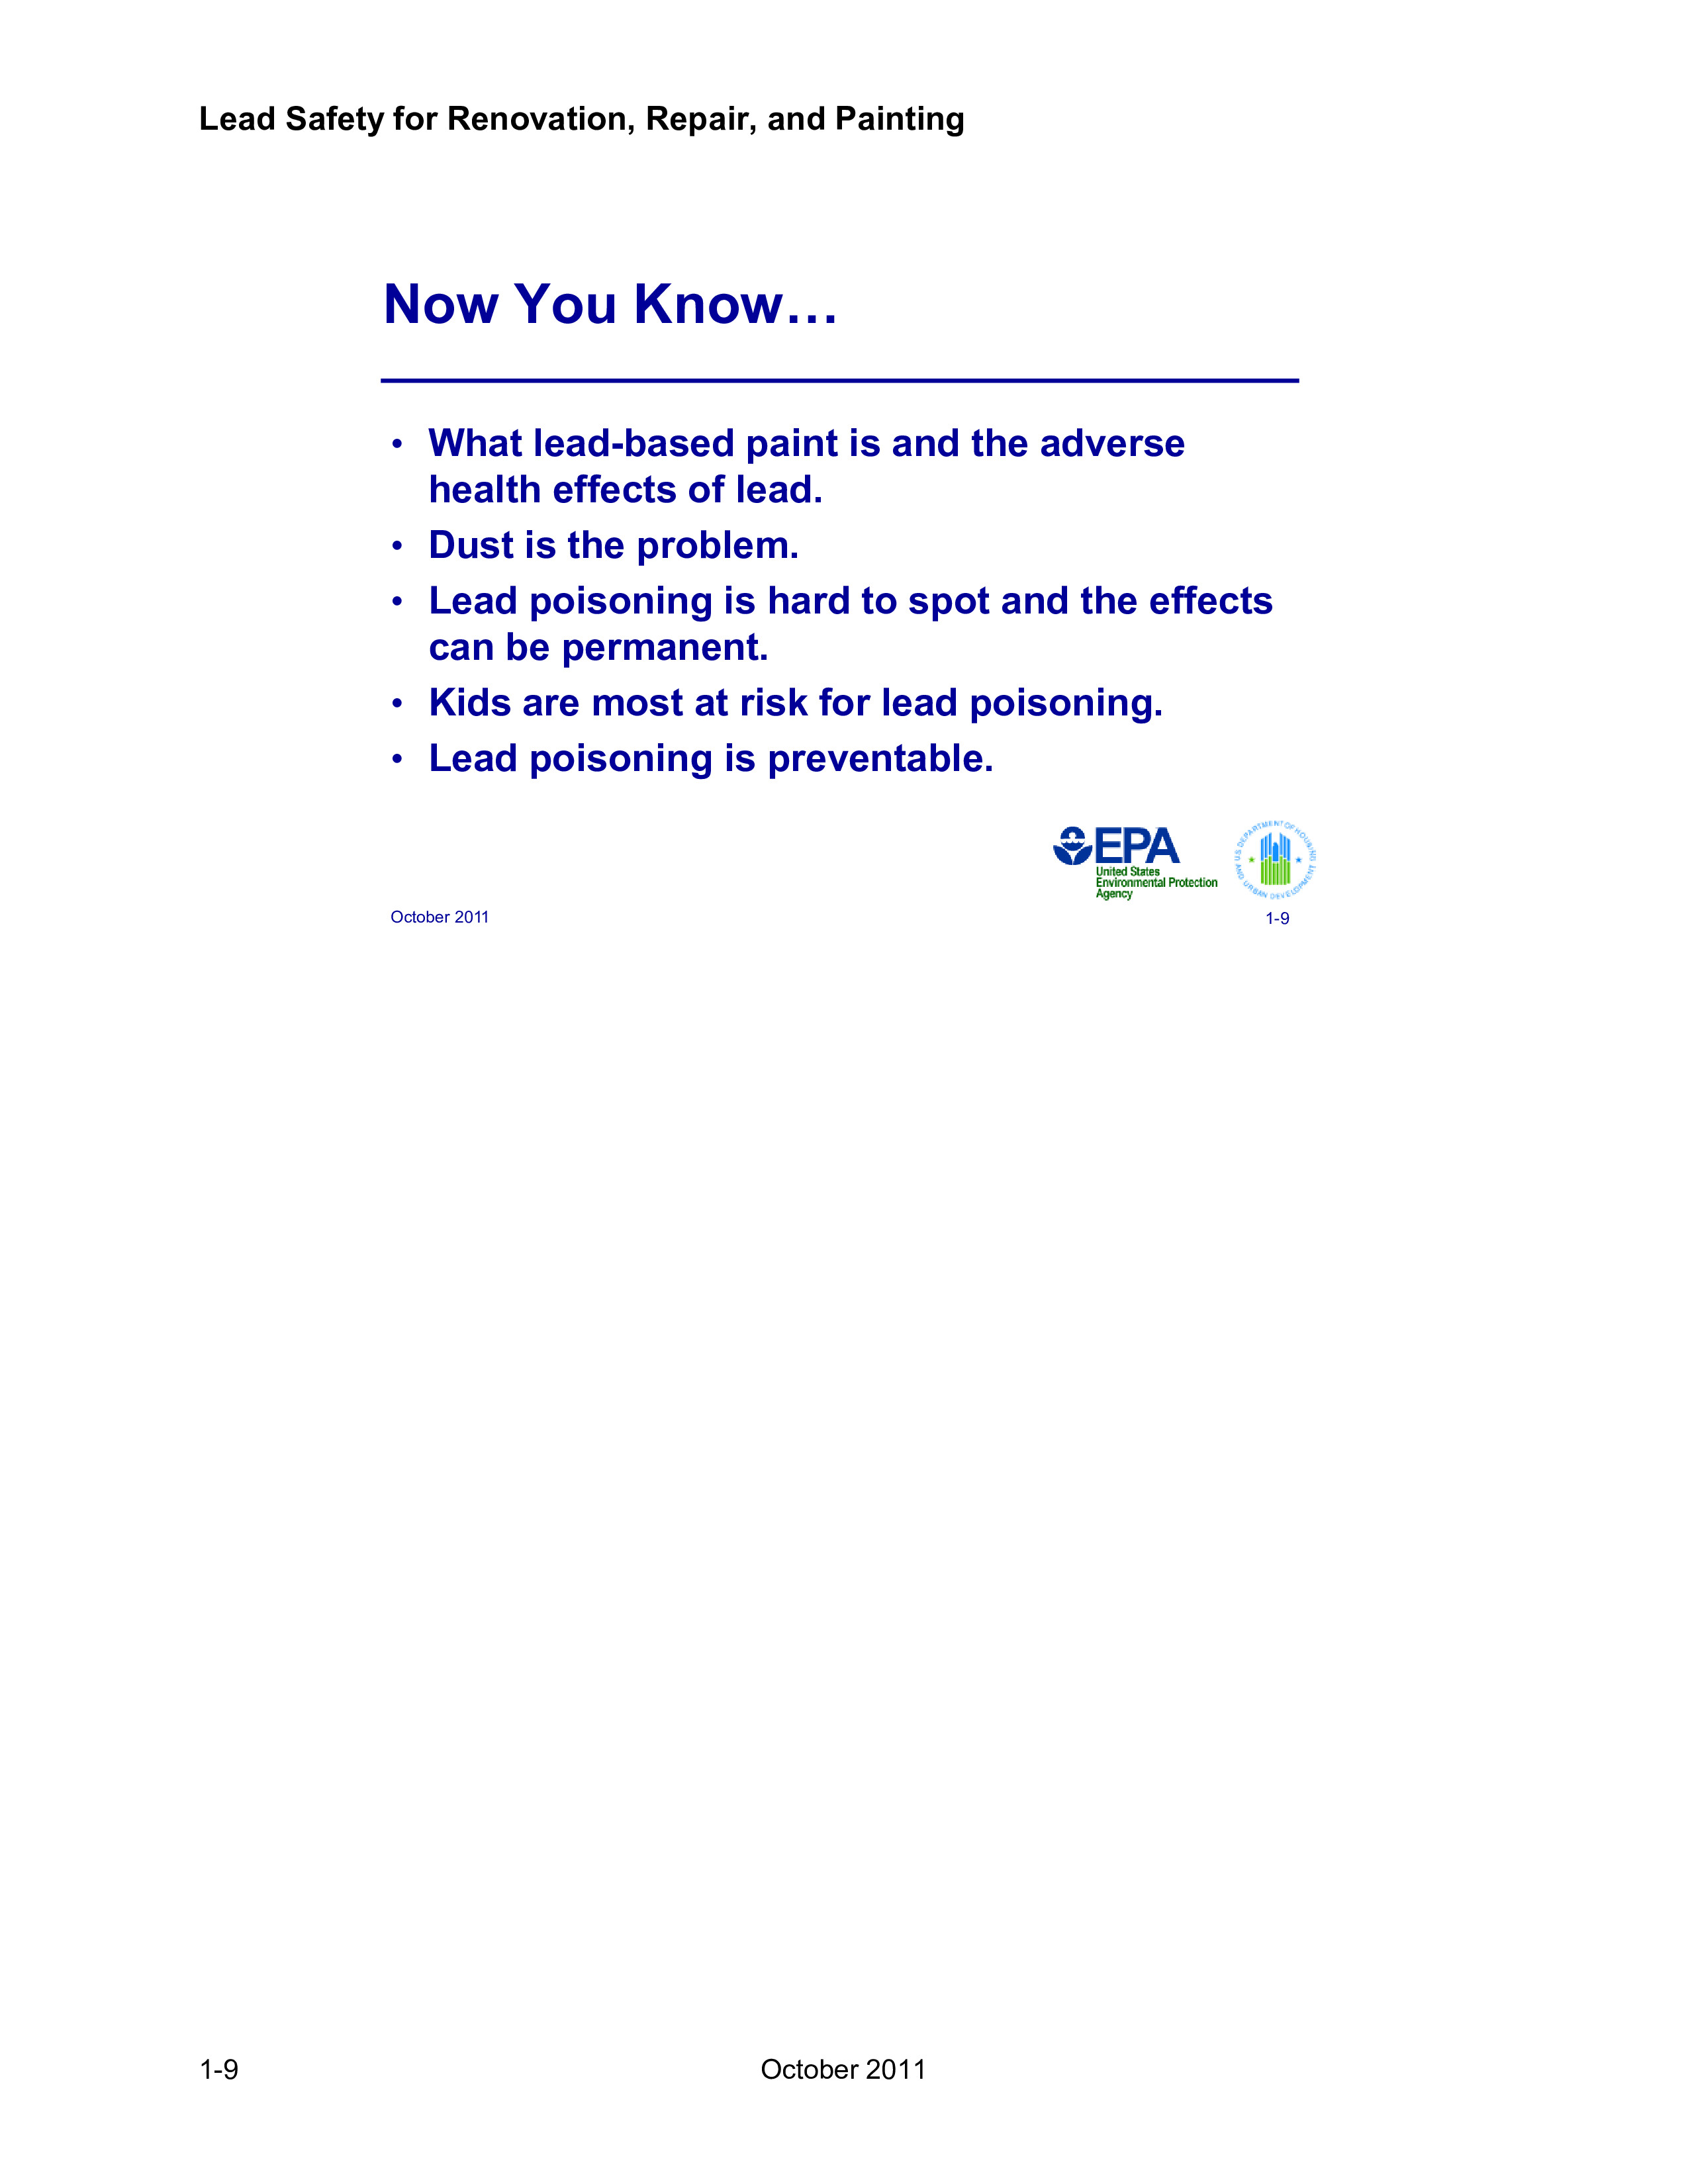 Lead Safety for Renovation, Repair, and Painting
Now You Know…
• What lead-based paint is and the adverse
health effects of lead.
• Dust is the problem.
• Lead poisoning is hard to spot and the effects
can be permanent.
• Kids are most at risk for lead poisoning.
• Lead poisoning is preventable.
EPA
United States
Environmental Protection
Agency
U.S. DEPARTMENT OF HOUSING AND URBAN DEVELOPMENT
October 2011
1-9
1-9
October 2011